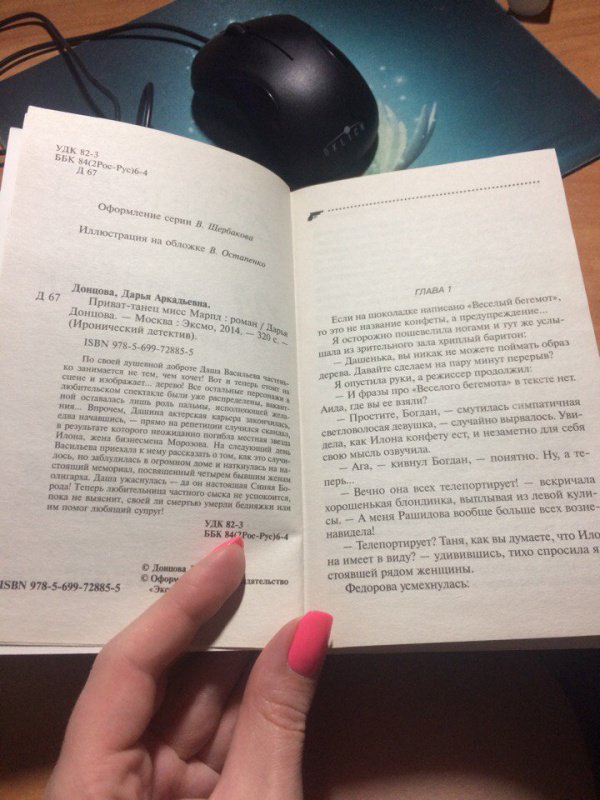 OKLICK
УДК 82-3
ББК 84(2Рос-Рус)6-4
Д 67
Оформление серии В. Щербакова
Иллюстрация на обложке В. Остапенко
Донцова, Дарья Аркадьевна.
Д 67 Приват-танец мисс Марпл : роман / Дарья
Донцова. — Москва : Эксмо, 2014. — 320 с. —
(Иронический детектив).
ISBN 978-5-699-72885-5
По своей душевной доброте Даша Васильева частень-
ко занимается не тем, чем хочет! Вот и теперь стоит на
сцене и изображает... дерево! Все остальные персонажи в
любительском спектакле были уже распределены, вакант-
ной оставалась лишь роль пальмы, исполняющей жела-
ния... Впрочем, Дашина актерская карьера закончилась,
едва начавшись, — прямо на репетиции случился скандал,
в результате которого неожиданно погибла местная звезда
Илона, жена бизнесмена Морозова. На следующий день
Васильева приехала к нему рассказать о том, как это случи-
лось, но заблудилась в огромном доме и наткнулась на на-
стоящий мемориал, посвященный четырем бывшим женам
олигарха. Даша ужаснулась — да он настоящая Синяя Бо-
рода! Теперь любительница частного сыска не успокоится,
пока не выяснит, своей ли смертью умерли бедняжки или
им помог любящий супруг!
УДК 82-3
ББК 84(2Рос-Рус)6-4
© Донцова Д
© Оформ дательство
«Экс
ISBN 978-5-699-72885-5
ГЛАВА 1
Если на шоколадке написано «Веселый бегемот»,
то это не название конфеты, а предупреждение...
Я осторожно пошевелила ногами и тут же услы-
шала из зрительного зала хриплый баритон:
— Дашенька, вы никак не можете поймать образ
дерева. Давайте сделаем на пару минут перерыв?
Я опустила руки, а режиссер продолжил:
— И фразы про «Веселого бегемота» в тексте нет.
Аида, где вы ее взяли?
— Простите, Богдан, — смутилась симпатичная
светловолосая девушка, — случайно вырвалось. Уви-
дела, как Илона конфету ест, и незаметно для себя
свою мысль озвучила.
— Ага, — кивнул Богдан, — понятно. Ну, а те-
перь...
— Вечно она всех телепортирует! — вскричала
хорошенькая блондинка, выплывая из левой кули-
сы. — А меня Рашидова вообще больше всех возне-
навидела!
— Телепортирует? Таня, как вы думаете, что Ило-
на имеет в виду? — удивившись, тихо спросила я у
стоявшей рядом женщины.
Федорова усмехнулась: